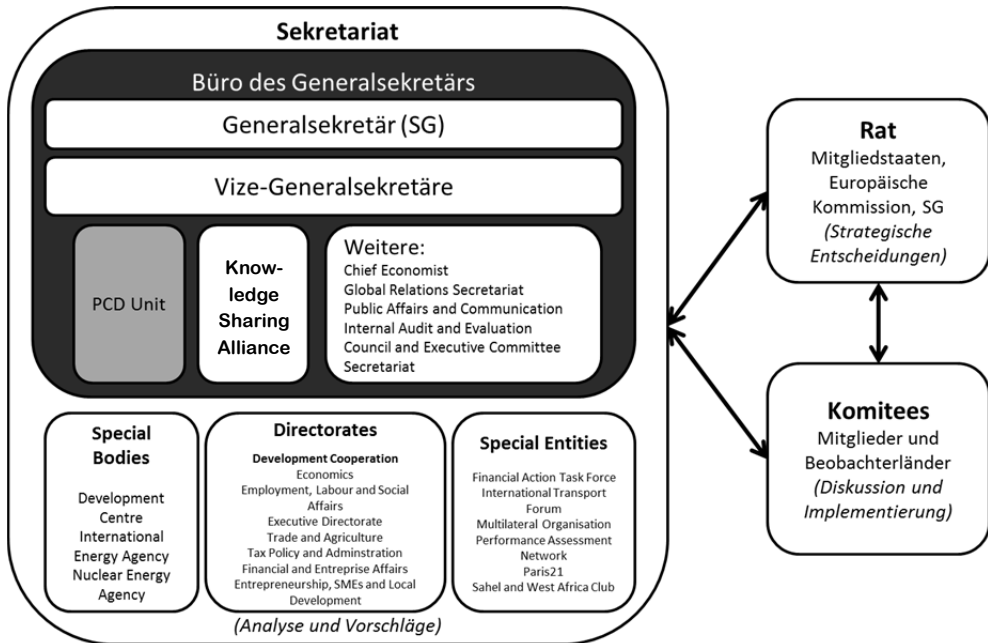 Sekretariat
Büro des Generalsekretärs
Generalsekretär (SG)
Vize-Generalsekretäre
PCD Unit
Know-
ledge
Sharing
Alliance
Weitere:
Chief Economist
Global Relations Secretariat
Public Affairs and Communication
Internal Audit and Evaluation
Council and Executive Committee
Secretariat
Special
Bodies
Development
Centre
International
Energy Agency
Nuclear Energy
Agency
Directorates
Development Cooperation
Economics
Employment, Labour and Social
Affairs
Executive Directorate
Trade and Agriculture
Tax Policy and Adminstration
Financial and Entreprise Affairs
Entrepreneurship, SMEs and Local
Development
Special Entities
Financial Action Task Force
International Transport
Forum
Multilateral Organisation
Performance Assessment
Network
Paris21
Sahel and West Africa Club
(Analyse und Vorschläge)
Rat
Mitgliedstaaten,
Europäische
Kommission, SG
(Strategische
Entscheidungen)
Komitees
Mitglieder und
Beobachterländer
(Diskussion und
Implementierung)